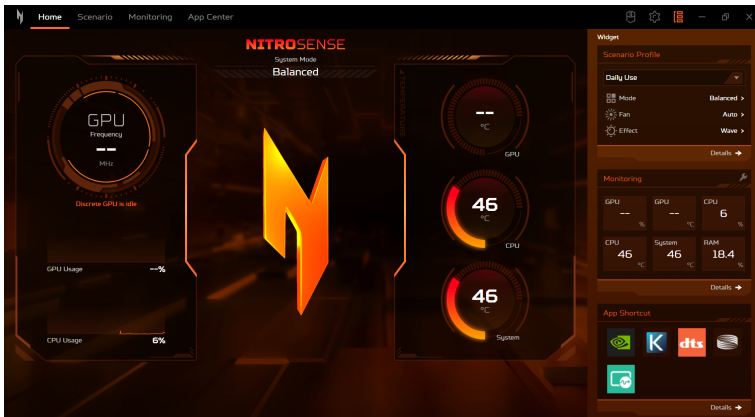 Home Scenario Monitoring App Center
NITROSENSE
System Mode
Balanced
GPU
Frequency
--
MHz
Discrete GPU is idle
GPU Usage --%
CPU Usage 6%
--
°C
GPU
46
°C
CPU
46
°C
System
Widget
Scenario Profile
Daily Use
Mode Balanced >
Fan Auto >
Effect Wave >
Details →
Monitoring
GPU GPU CPU
-- -- 6
% °C %
CPU System RAM
46 46 18.4
°C °C %
Details →
App Shortcut
K dts
Details →